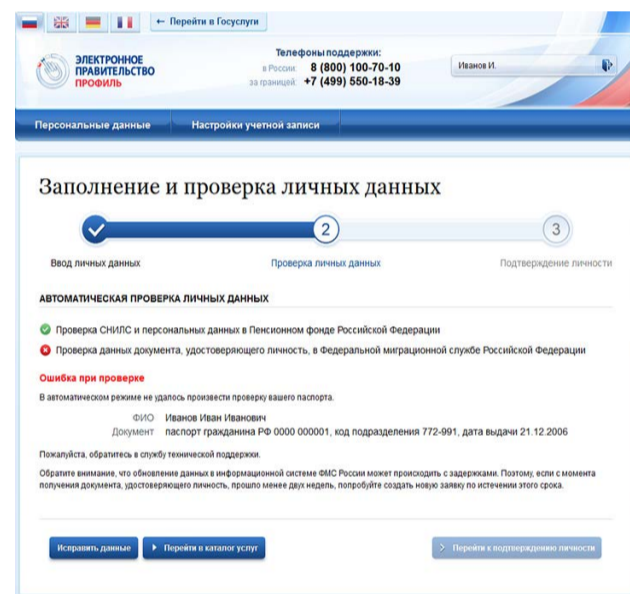 ← Перейти в Госуслуги
ЭЛЕКТРОННОЕ
ПРАВИТЕЛЬСТВО
ПРОФИЛЬ
Телефоны поддержки:
в России: 8 (800) 100-70-10
за границей: +7 (499) 550-18-39
Иванов И.
Персональные данные Настройки учетной записи
Заполнение и проверка личных данных
2 3
Ввод личных данных Проверка личных данных Подтверждение личности
АВТОМАТИЧЕСКАЯ ПРОВЕРКА ЛИЧНЫХ ДАННЫХ
Проверка СНИЛС и персональных данных в Пенсионном фонде Российской Федерации
Проверка данных документа, удостоверяющего личность, в Федеральной миграционной службе Российской Федерации
Ошибка при проверке
В автоматическом режиме не удалось произвести проверку вашего паспорта.
ФИО Иванов Иван Иванович
Документ паспорт гражданина РФ 0000 000001, код подразделения 772-991, дата выдачи 21.12.2006
Пожалуйста, обратитесь в службу технической поддержки.
Обратите внимание, что обновление данных в информационной системе ФМС России может происходить с задержками. Поэтому, если с момента
получения документа, удостоверяющего личность, прошло менее двух недель, попробуйте создать новую заявку по истечении этого срока.
Исправить данные Перейти в каталог услуг Перейти к подтверждению личности